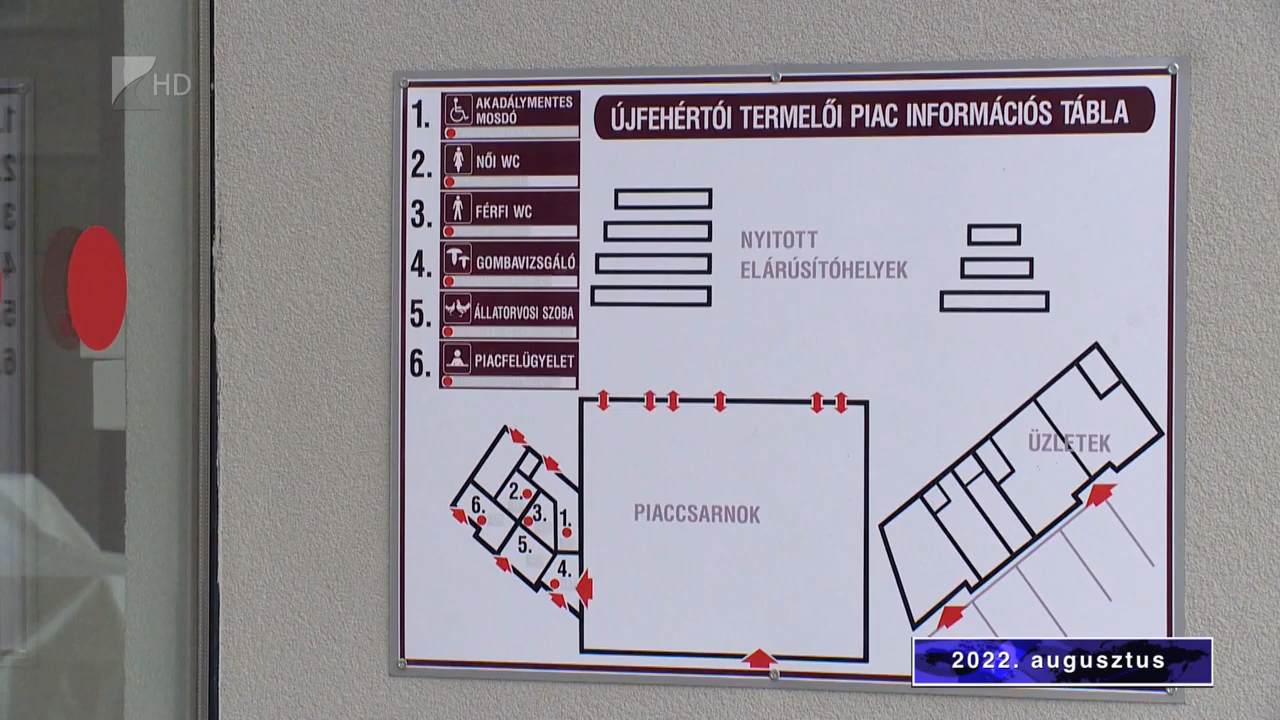 HD
ÚJFEHÉRTÓI TERMELŐI PIAC INFORMÁCIÓS TÁBLA
1. AKADÁLYMENTES
MOSDÓ
2. NŐI WC
3. FÉRFI WC
4. GOMBAVIZSGÁLÓ
5. ÁLLATORVOSI SZOBA
6. PIACFELÜGYELET
NYITOTT
ELÁRÚSÍTÓHELYEK
ÜZLETEK
PIACCSARNOK
2.
6.
3.
1.
5.
4.
2022. augusztus